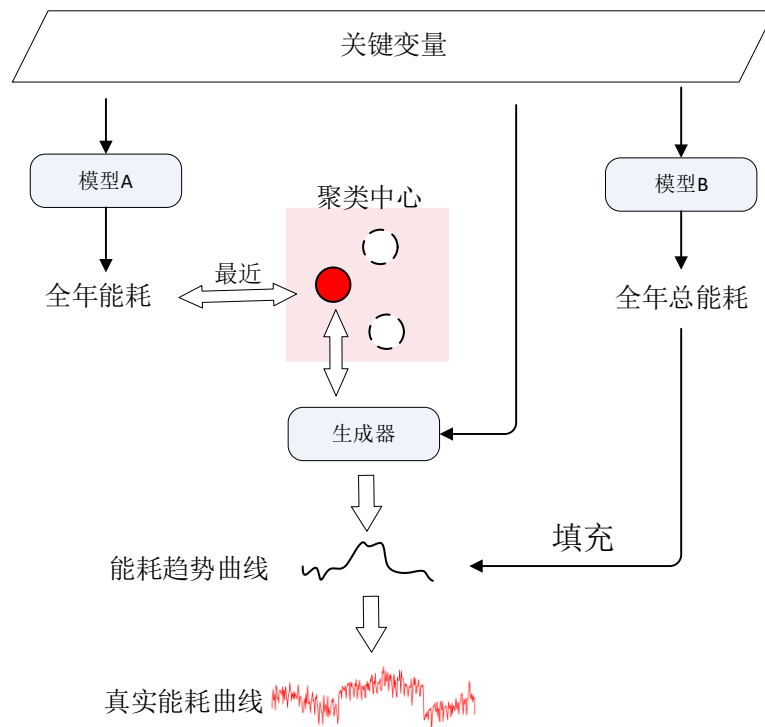 关键变量
模型A
模型B
聚类中心
最近
全年能耗
全年总能耗
生成器
填充
能耗趋势曲线
真实能耗曲线